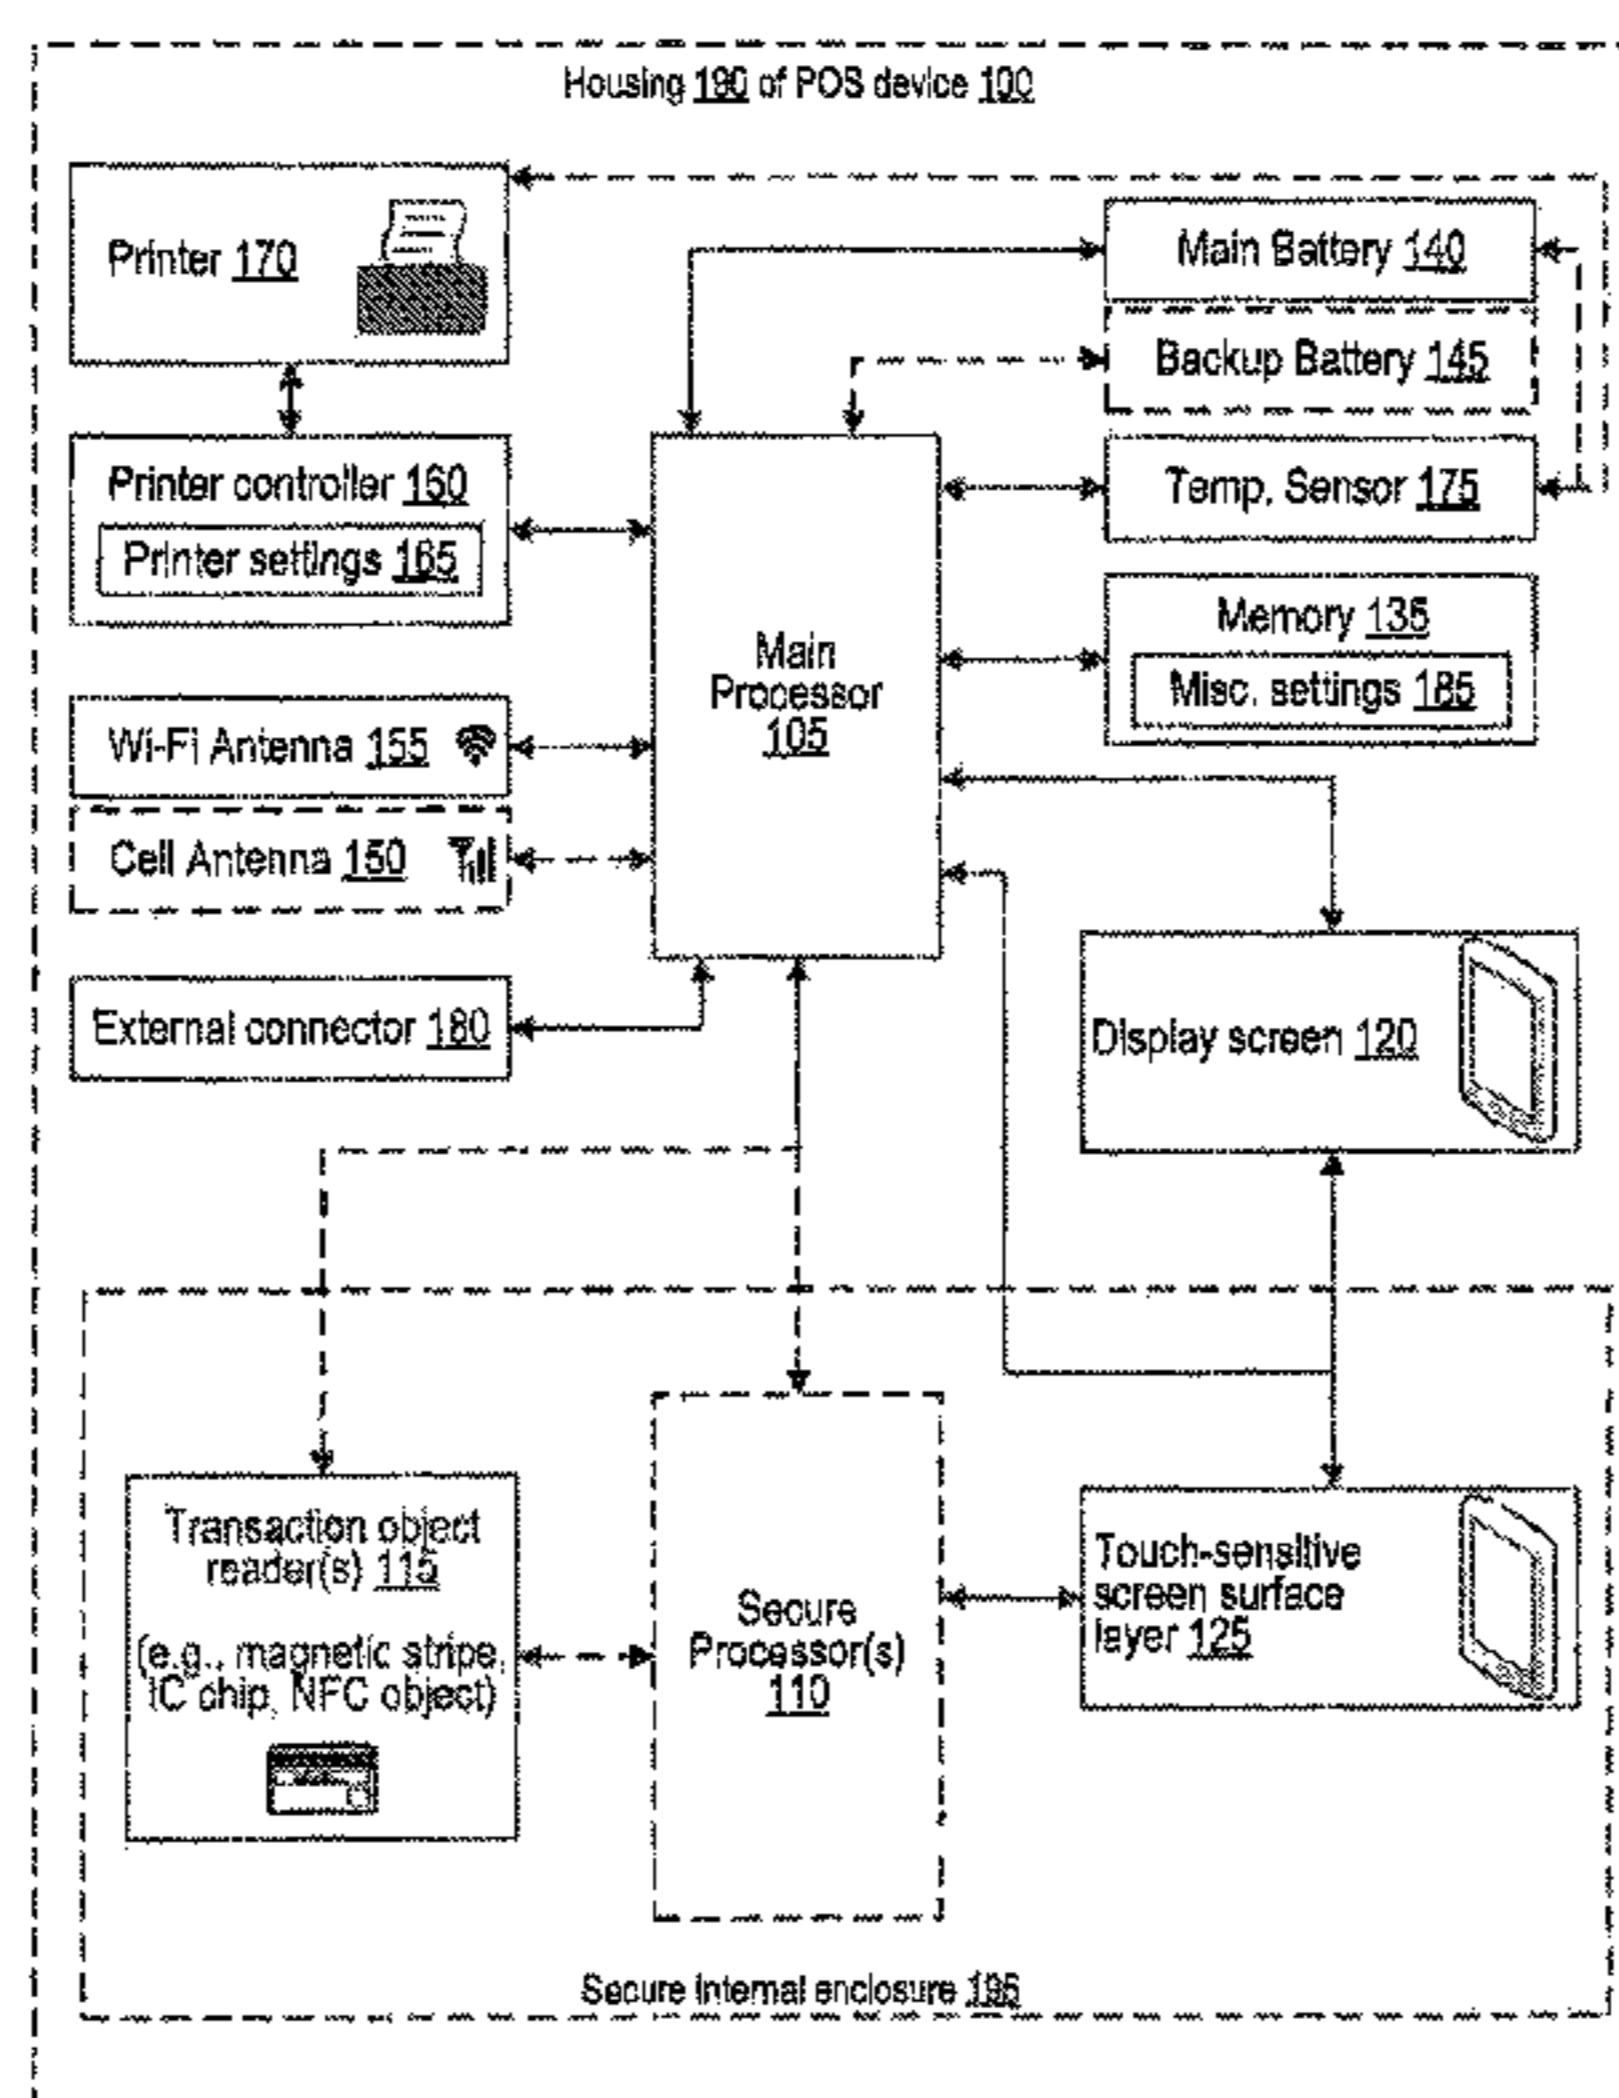 Housing 190 of POS device 100
Printer 170
Main Battery 140
Backup Battery 145
Printer controller 160
Printer settings 165
Temp. Sensor 175
Memory 135
Misc. settings 185
Main
Processor
105
Wi-Fi Antenna 155
Cell Antenna 150
External connector 180
Display screen 120
Transaction object
reader(s) 115
(e.g., magnetic stripe,
IC chip, NFC object)
Secure
Processor(s)
110
Touch-sensitive
screen surface
layer 125
Secure internal enclosure 195